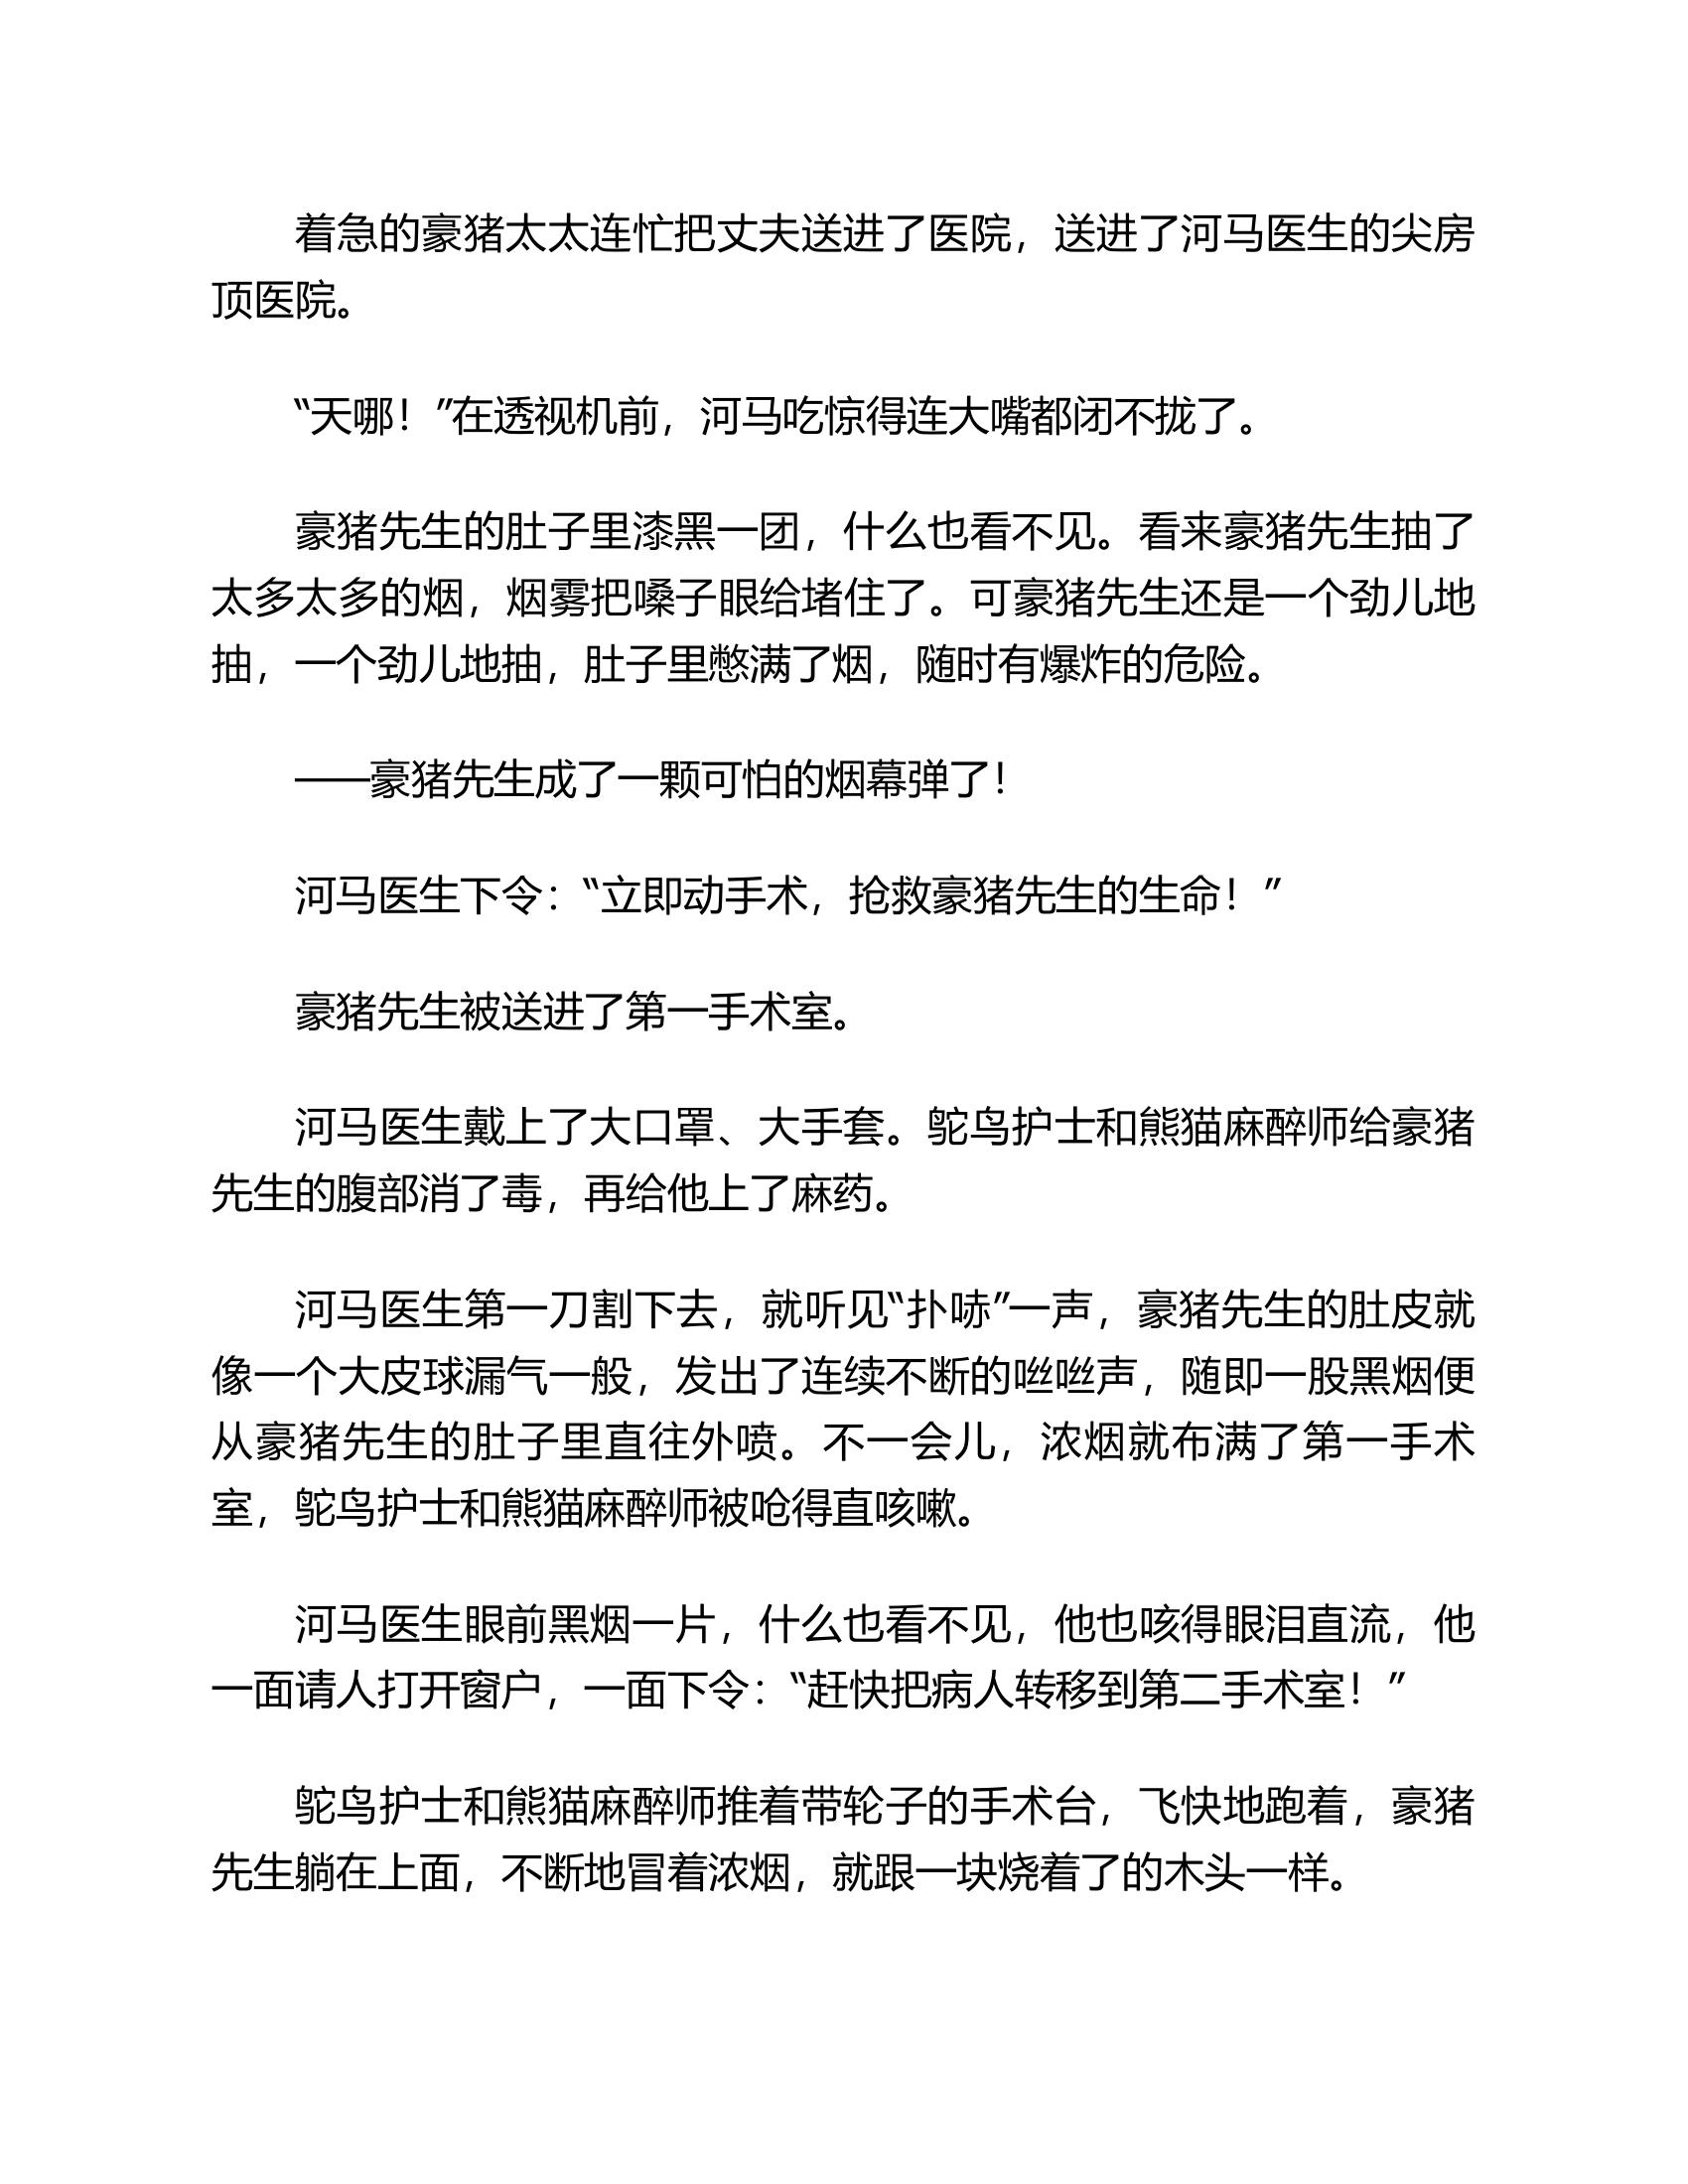 着急的豪猪太太连忙把丈夫送进了医院，送进了河马医生的尖房
顶医院。
“天哪！”在透视机前，河马吃惊得连大嘴都闭不拢了。
豪猪先生的肚子里漆黑一团，什么也看不见。看来豪猪先生抽了
太多太多的烟，烟雾把嗓子眼给堵住了。可豪猪先生还是一个劲儿地
抽，一个劲儿地抽，肚子里憋满了烟，随时有爆炸的危险。
——豪猪先生成了一颗可怕的烟幕弹了！
河马医生下令：“立即动手术，抢救豪猪先生的生命！”
豪猪先生被送进了第一手术室。
河马医生戴上了大口罩、大手套。鸵鸟护士和熊猫麻醉师给豪猪
先生的腹部消了毒，再给他上了麻药。
河马医生第一刀割下去，就听见“扑哧”一声，豪猪先生的肚皮就
像一个大皮球漏气一般，发出了连续不断的咝咝声，随即一股黑烟便
从豪猪先生的肚子里直往外喷。不一会儿，浓烟就布满了第一手术
室，鸵鸟护士和熊猫麻醉师被呛得直咳嗽。
河马医生眼前黑烟一片，什么也看不见，他也咳得眼泪直流，他
一面请人打开窗户，一面下令：“赶快把病人转移到第二手术室！”
鸵鸟护士和熊猫麻醉师推着带轮子的手术台，飞快地跑着，豪猪
先生躺在上面，不断地冒着浓烟，就跟一块烧着了的木头一样。